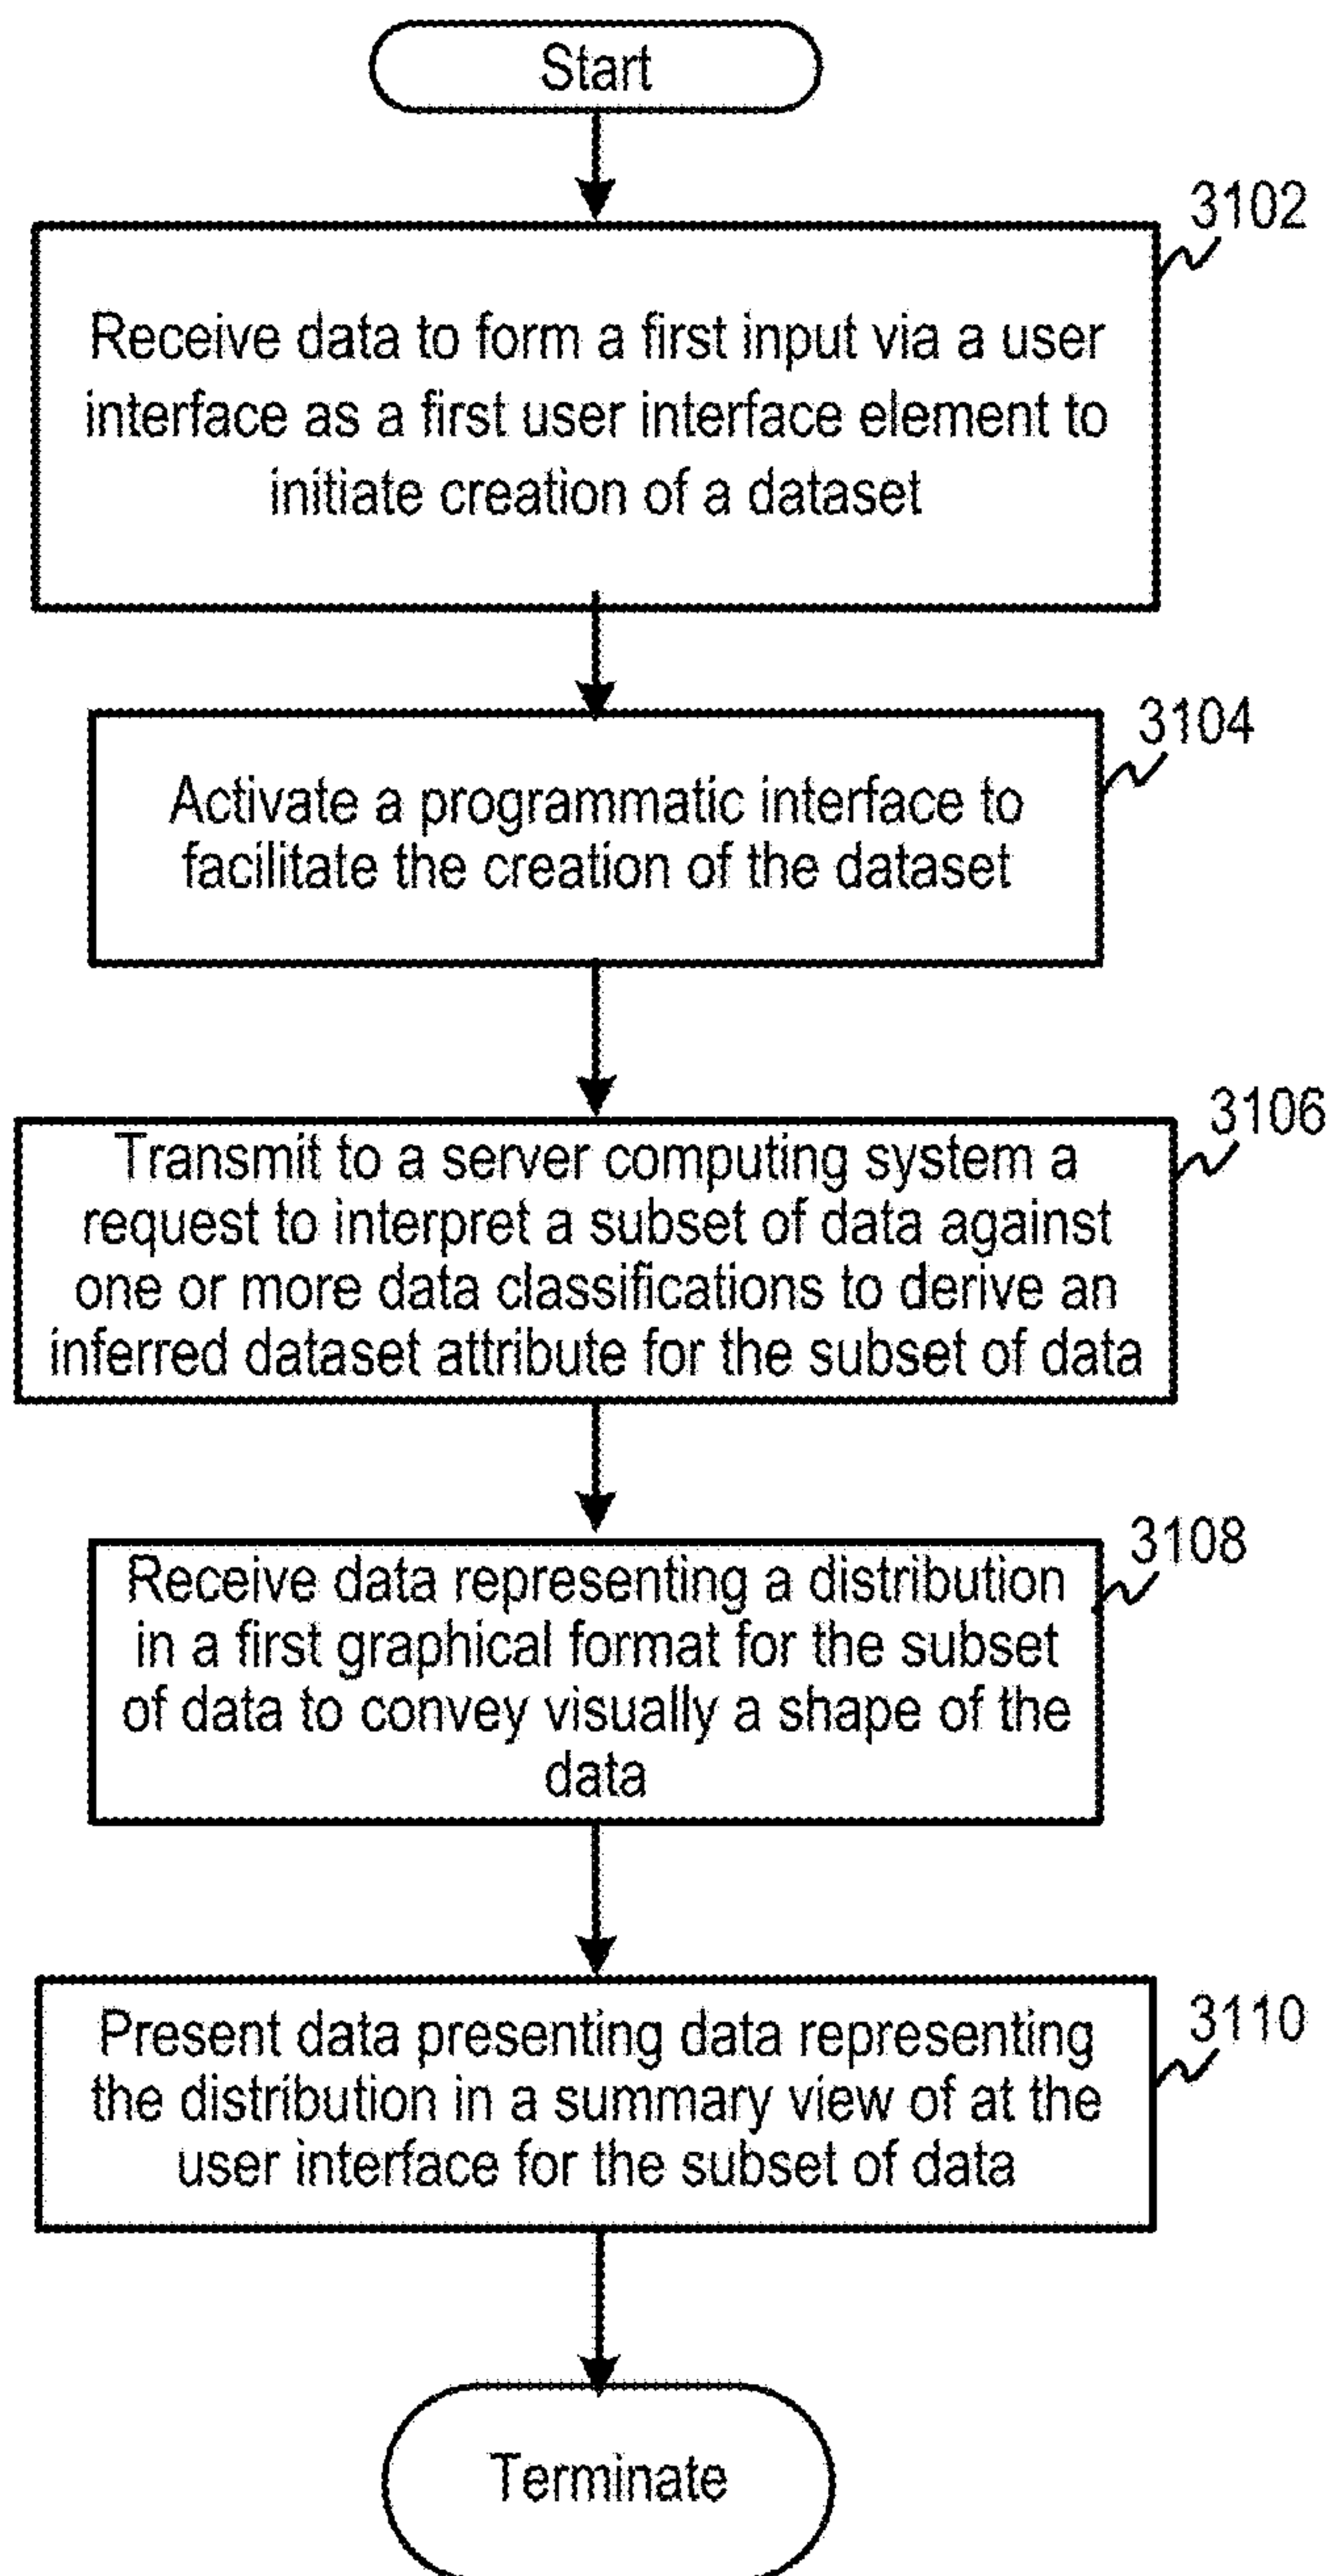 Start
3102
Receive data to form a first input via a user
interface as a first user interface element to
initiate creation of a dataset
3104
Activate a programmatic interface to
facilitate the creation of the dataset
3106
Transmit to a server computing system a
request to interpret a subset of data against
one or more data classifications to derive an
inferred dataset attribute for the subset of data
3108
Receive data representing a distribution
in a first graphical format for the subset
of data to convey visually a shape of the
data
3110
Present data presenting data representing
the distribution in a summary view of at the
user interface for the subset of data
Terminate